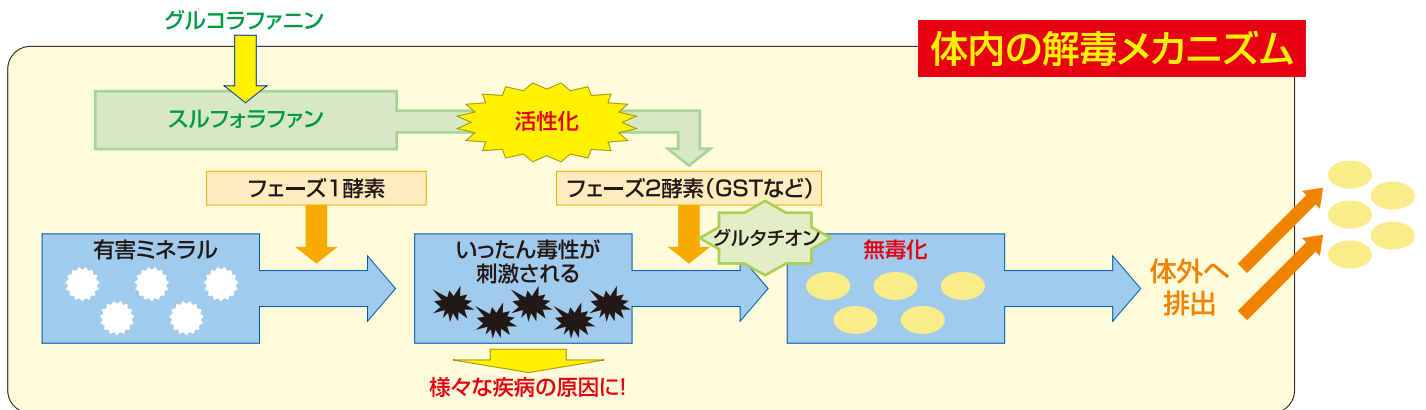 グルコラファニン
体内の解毒メカニズム
スルフォラファン
活性化
フェーズ1酵素
フェーズ2酵素(GSTなど)
グルタチオン
有害ミネラル
いったん毒性が
刺激される
無毒化
体外へ
排出
様々な疾病の原因に!